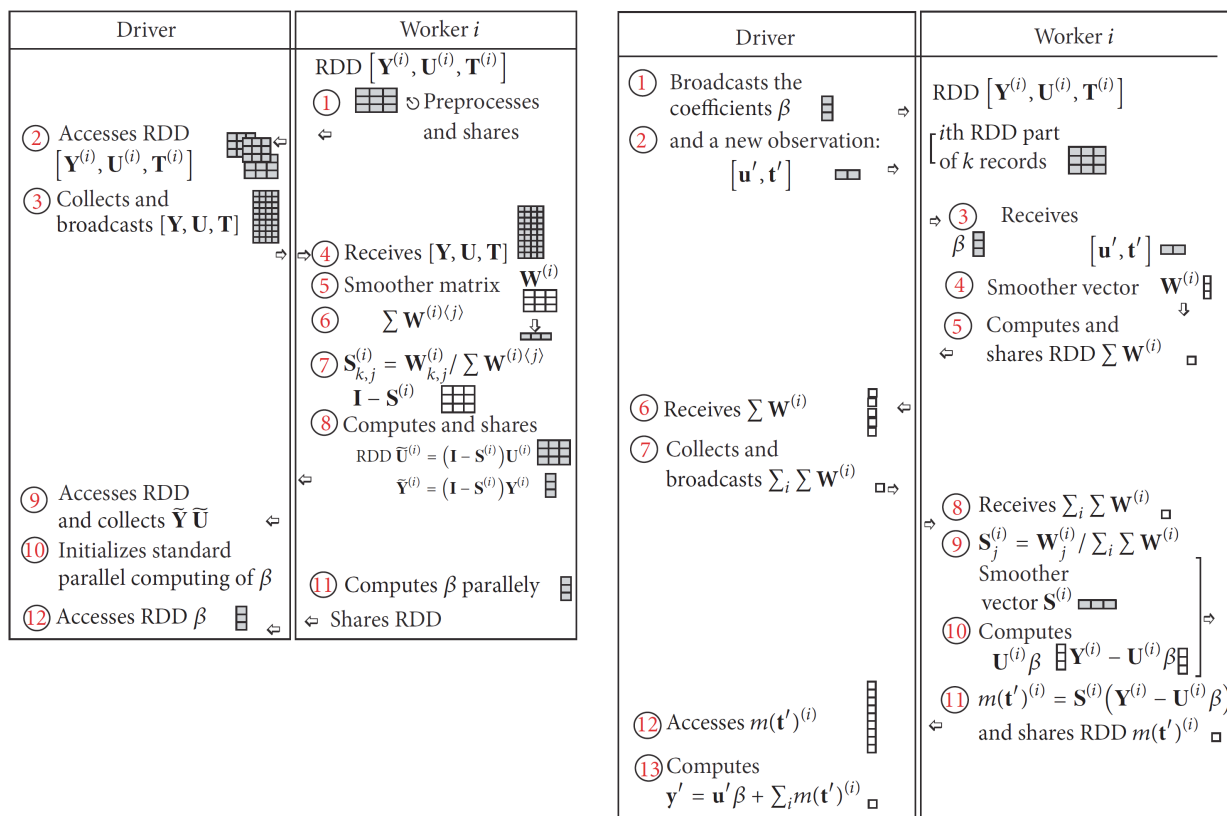 Driver
Worker i
RDD [Y^(i), U^(i), T^(i)]
1 Preprocesses
and shares
2 Accesses RDD
[Y^(i), U^(i), T^(i)]
3 Collects and
broadcasts [Y, U, T]
4 Receives [Y, U, T]
5 Smoother matrix W^(i)
6 ∑ W^(i)⟨j⟩
7 S^(i)_k,j = W^(i)_k,j / ∑ W^(i)⟨j⟩
I − S^(i)
8 Computes and shares
RDD Ũ^(i) = (I − S^(i))U^(i)
Ỹ^(i) = (I − S^(i))Y^(i)
9 Accesses RDD
and collects Ỹ Ũ
10 Initializes standard
parallel computing of β
11 Computes β parallely
12 Accesses RDD β
Shares RDD
Driver
Worker i
1 Broadcasts the
coefficients β
2 and a new observation:
[u′, t′]
RDD [Y^(i), U^(i), T^(i)]
ith RDD part
of k records
3 Receives
β [u′, t′]
4 Smoother vector W^(i)
5 Computes and
shares RDD ∑ W^(i)
6 Receives ∑ W^(i)
7 Collects and
broadcasts ∑_i ∑ W^(i)
8 Receives ∑_i ∑ W^(i)
9 S^(i)_j = W^(i)_j / ∑_i ∑ W^(i)
Smoother
vector S^(i)
10 Computes
U^(i)β Y^(i) − U^(i)β
11 m(t′)^(i) = S^(i)(Y^(i) − U^(i)β)
and shares RDD m(t′)^(i)
12 Accesses m(t′)^(i)
13 Computes
y′ = u′β + ∑_i m(t′)^(i)